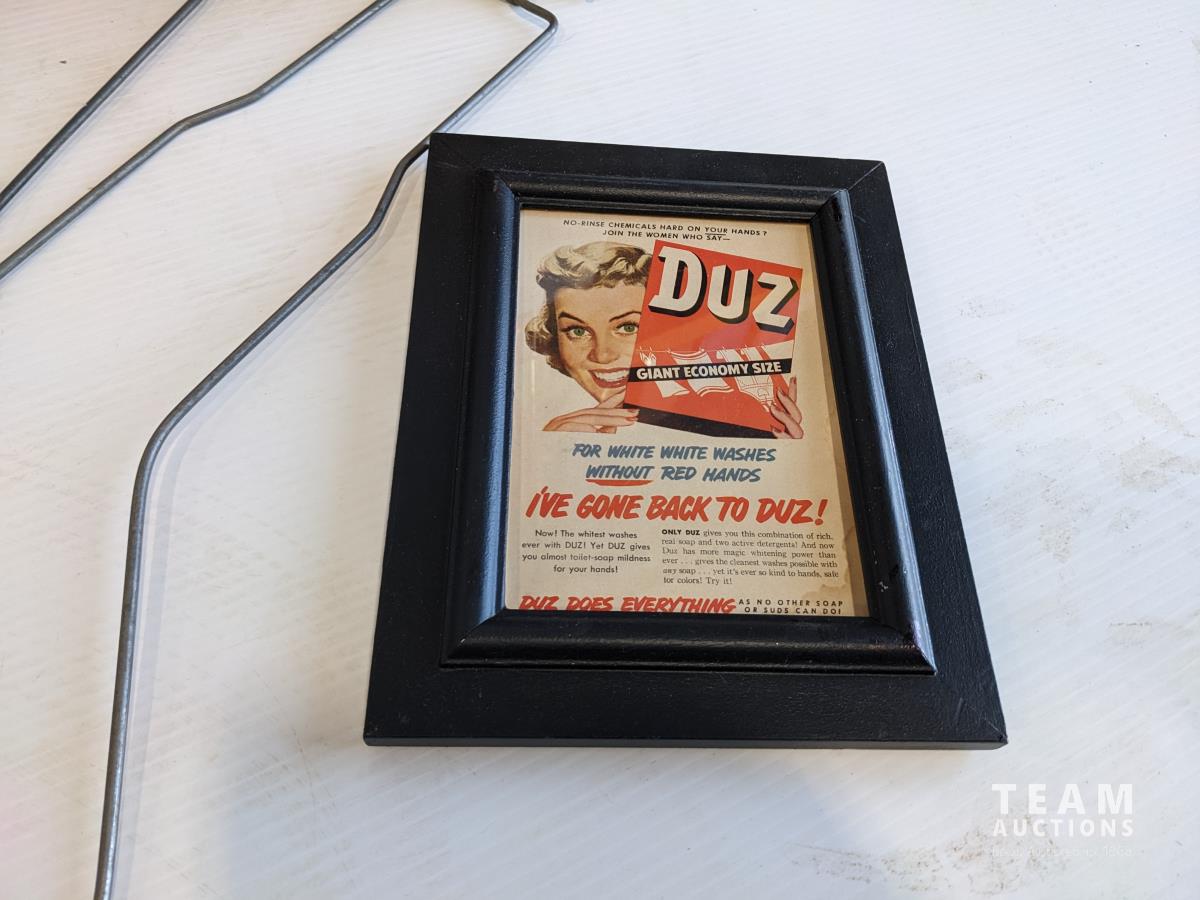 NO-RINSE CHEMICALS HARD ON YOUR HANDS?
JOIN THE WOMEN WHO SAY—
DUZ
GIANT ECONOMY SIZE
FOR WHITE WHITE WASHES
WITHOUT RED HANDS
I'VE GONE BACK TO DUZ!
Now! The whitest washes
ever with DUZ! Yet DUZ gives
you almost toilet-soap mildness
for your hands!
ONLY DUZ gives you this combination of rich,
real soap and two active detergents! And now
Duz has more magic whitening power than
ever . . . gives the cleanest washes possible with
any soap . . . yet it's ever so kind to hands, safe
for colors! Try it!
DUZ DOES EVERYTHING
AS NO OTHER SOAP
OR SUDS CAN DO!
TEAM
AUCTIONS